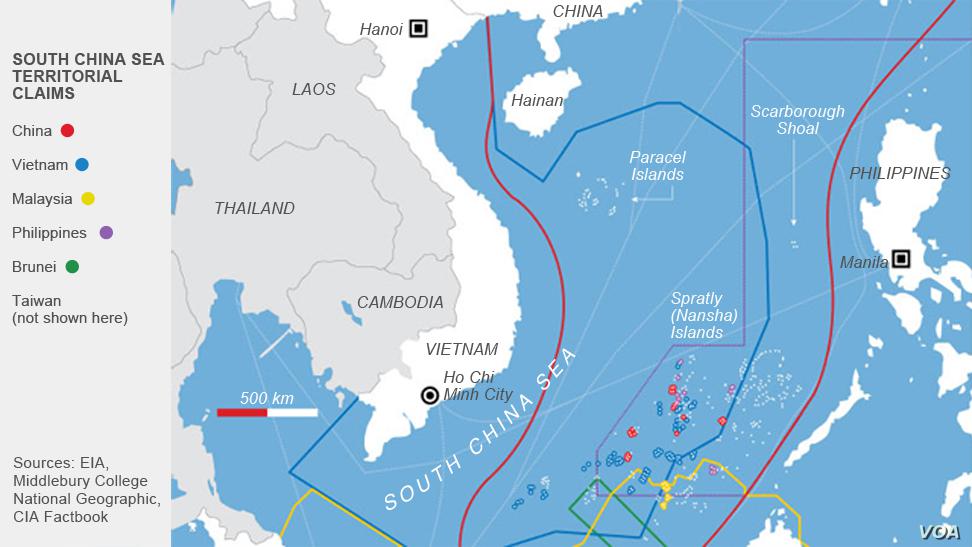 SOUTH CHINA SEA
TERRITORIAL
CLAIMS
China
Vietnam
Malaysia
Philippines
Brunei
Taiwan
(not shown here)
Sources: EIA,
Middlebury College
National Geographic,
CIA Factbook
CHINA
Hanoi
LAOS
Hainan
Scarborough
Shoal
Paracel
Islands
PHILIPPINES
THAILAND
Manila
CAMBODIA
Spratly
(Nansha)
Islands
VIETNAM
Ho Chi
Minh City
500 km
SOUTH CHINA SEA
VOA